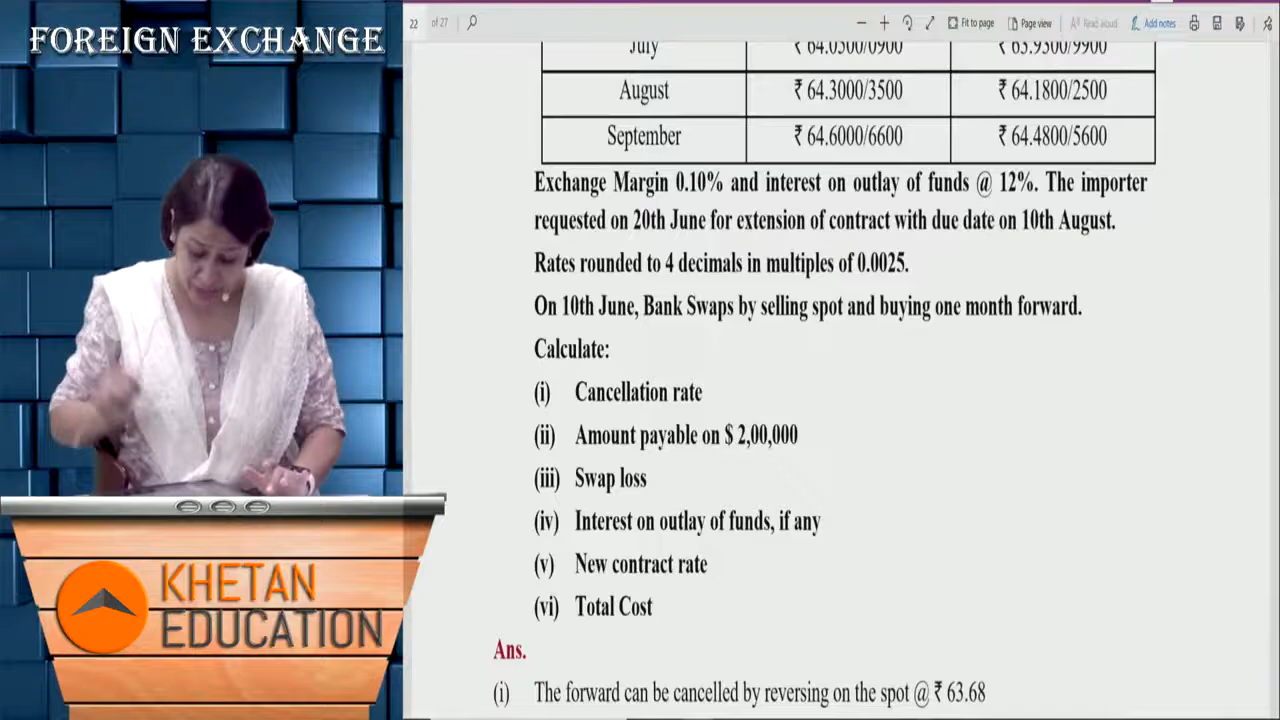 FOREIGN EXCHANGE
22 of 27
Fit to page
Page view
Read aloud
Add notes
July
August ₹ 64.3000/3500 ₹ 64.1800/2500
September ₹ 64.6000/6600 ₹ 64.4800/5600
Exchange Margin 0.10% and interest on outlay of funds @ 12%. The importer
requested on 20th June for extension of contract with due date on 10th August.
Rates rounded to 4 decimals in multiples of 0.0025.
On 10th June, Bank Swaps by selling spot and buying one month forward.
Calculate:
(i) Cancellation rate
(ii) Amount payable on $ 2,00,000
(iii) Swap loss
(iv) Interest on outlay of funds, if any
(v) New contract rate
(vi) Total Cost
Ans.
(i) The forward can be cancelled by reversing on the spot @ ₹ 63.68
KHETAN
EDUCATION